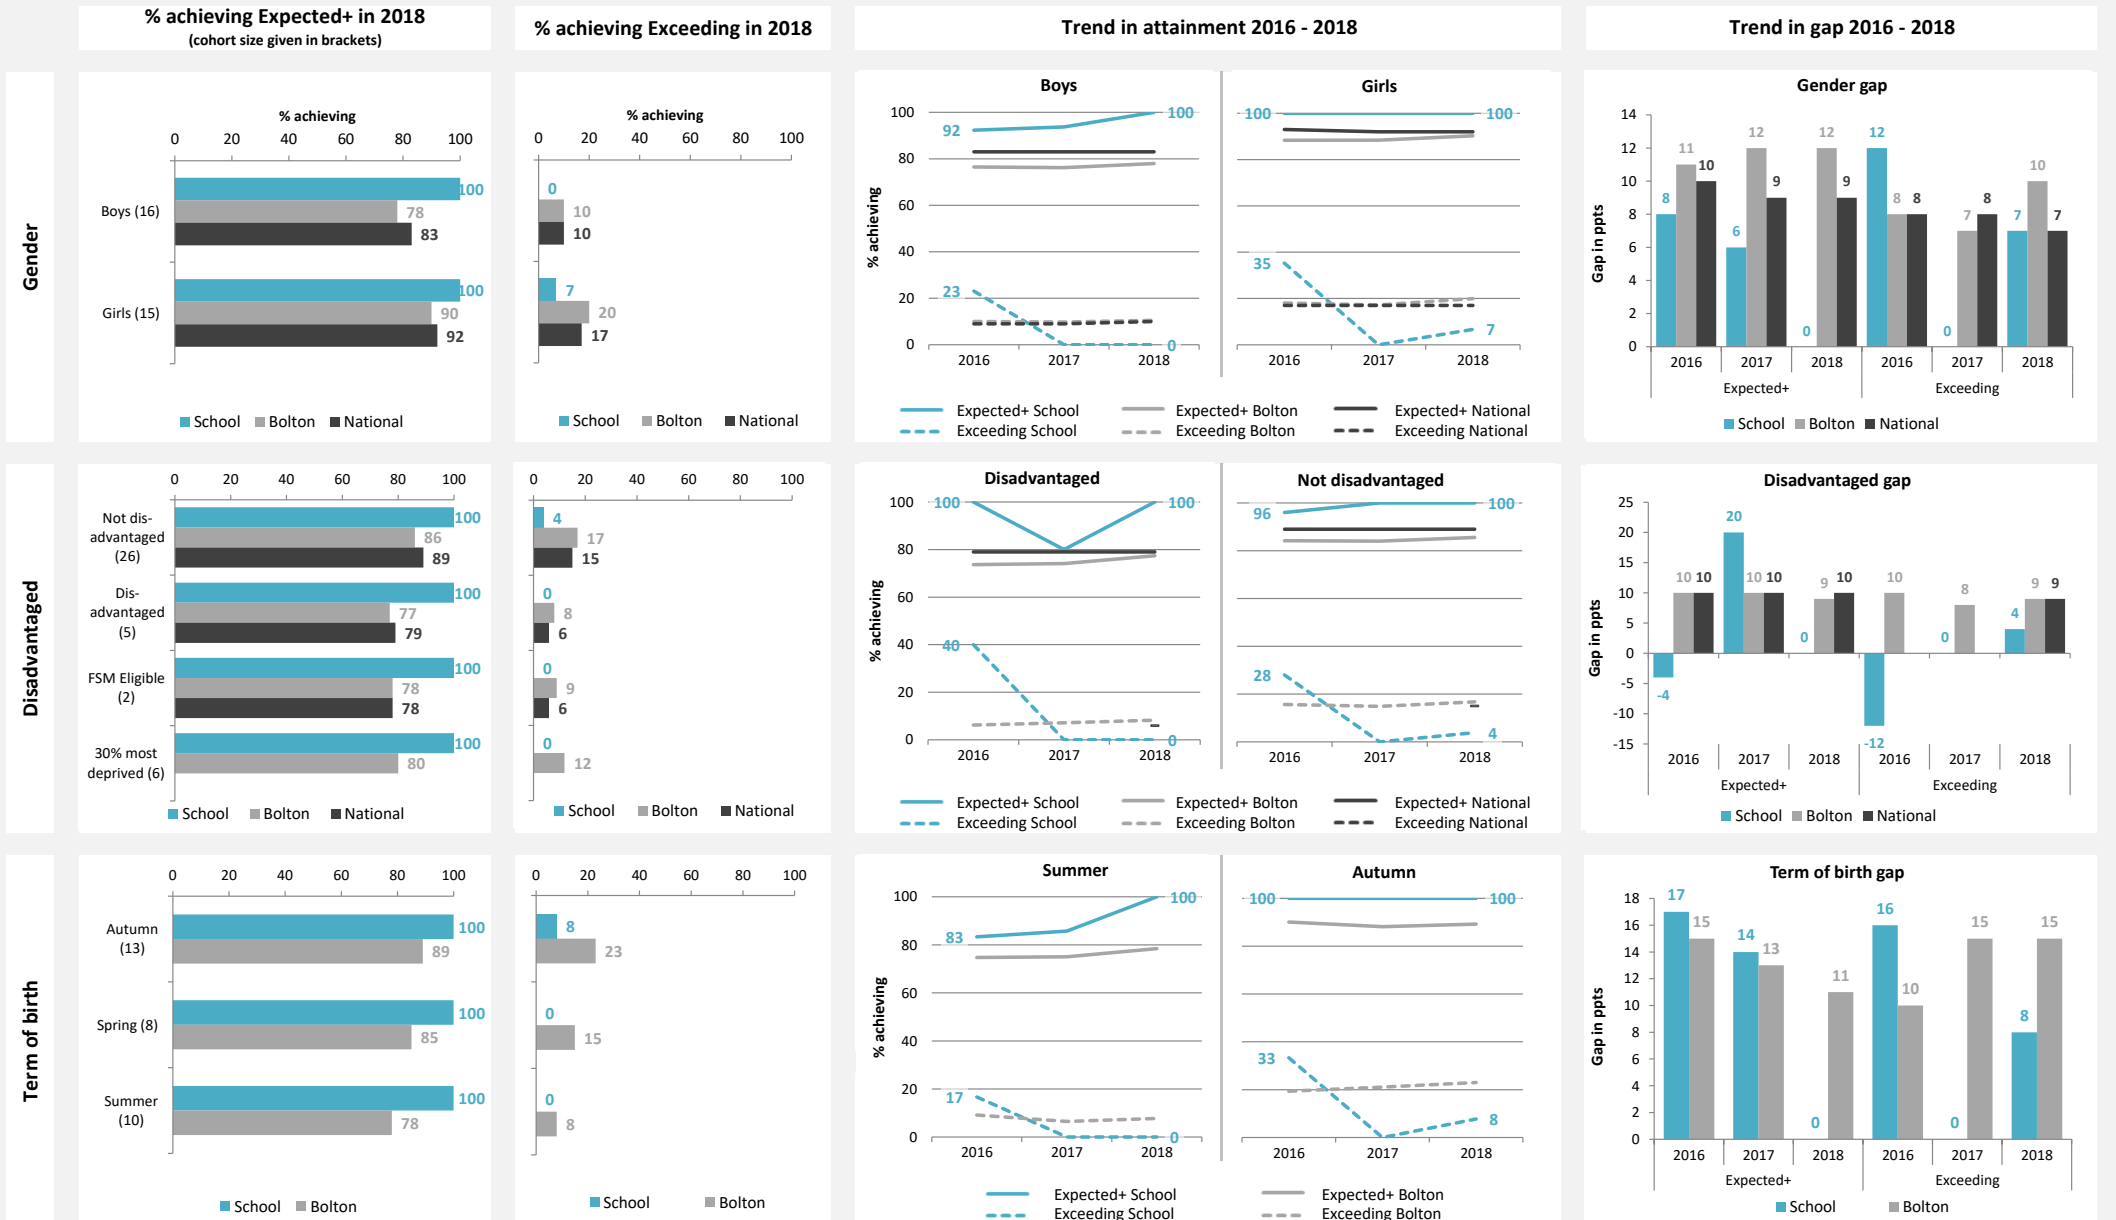 % achieving Expected+ in 2018
(cohort size given in brackets)
% achieving Exceeding in 2018
Trend in attainment 2016 - 2018
Trend in gap 2016 - 2018
Gender
% achieving
0 20 40 60 80 100
Boys (16)
100
78
83
Girls (15)
100
90
92
School Bolton National
% achieving
0 20 40 60 80 100
0
10
10
7
20
17
School Bolton National
Boys
Girls
% achieving
100
80
60
40
20
0
92
100
23
0
2016 2017 2018
100
100
35
7
2016 2017 2018
Expected+ School Expected+ Bolton Expected+ National
Exceeding School Exceeding Bolton Exceeding National
Gender gap
Gap in ppts
14
12
10
8
6
4
2
0
8 11 10
6 12 9
0 12 9
12 8 8
0 7 8
7 10 7
2016 2017 2018 2016 2017 2018
Expected+ Exceeding
School Bolton National
Disadvantaged
0 20 40 60 80 100
Not dis-
advantaged
(26)
100
86
89
Dis-
advantaged
(5)
100
77
79
FSM Eligible
(2)
100
78
78
30% most
deprived (6)
100
80
School Bolton National
0 20 40 60 80 100
4
17
15
0
8
6
0
9
6
0
12
School Bolton National
Disadvantaged
Not disadvantaged
% achieving
100
80
60
40
20
0
100
100
40
0
2016 2017 2018
96
100
28
4
2016 2017 2018
Expected+ School Expected+ Bolton Expected+ National
Exceeding School Exceeding Bolton Exceeding National
Disadvantaged gap
Gap in ppts
25
20
15
10
5
0
-5
-10
-15
-4 10 10
20 10 10
0 9 10
-12 10
0 8
4 9 9
2016 2017 2018 2016 2017 2018
Expected+ Exceeding
School Bolton National
Term of birth
0 20 40 60 80 100
Autumn
(13)
100
89
Spring (8)
100
85
Summer
(10)
100
78
School Bolton
0 20 40 60 80 100
8
23
0
15
0
8
School Bolton
Summer
Autumn
% achieving
100
80
60
40
20
0
83
100
17
0
2016 2017 2018
100
100
33
8
2016 2017 2018
Expected+ School Expected+ Bolton
Exceeding School Exceeding Bolton
Term of birth gap
Gap in ppts
18
16
14
12
10
8
6
4
2
0
17 15
14 13
0 11
16 10
0 15
8 15
2016 2017 2018 2016 2017 2018
Expected+ Exceeding
School Bolton